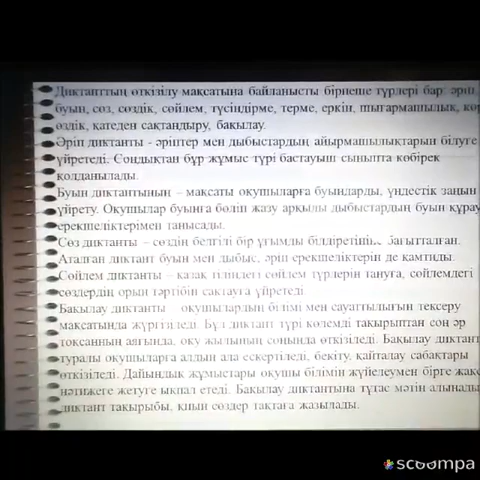 Диктанттың өткізілу мақсатына байланысты бірнеше түрлері бар: әріп,
буын, сөз, сөздік, сөйлем, түсіндірме, терме, еркін, шығармашылық, көр
өздік, қатеден сақтандыру, бақылау.
Әріп диктанты - әріптер мен дыбыстардың айырмашылықтарын білуге
үйретеді. Сондықтан бұр жұмыс түрі бастауыш сыныпта көбірек
қолданылады.
Буын диктантының – мақсаты оқушыларға буындарды, үндестік заңын
үйрету. Оқушылар буынға бөліп жазу арқылы дыбыстардың буын құрау
ерекшеліктерімен танысады.
Сөз диктанты – сөздің белгілі бір ұғымды білдіретініне бағытталған.
Аталған диктант буын мен дыбыс, әріп ерекшеліктерін де қамтиды.
Сөйлем диктанты – қазақ тіліндегі сөйлем түрлерін тануға, сөйлемдегі
сөздердің орын тәртібін сақтауға үйретеді.
Бақылау диктанты – оқушылардың білімі мен сауаттылығын тексеру
мақсатында жүргізіледі. Бұл диктант түрі көлемді тақырыптан соң әр
тоқсанның аяғында, оқу жылының соңында өткізіледі. Бақылау диктант
туралы оқушыларға алдын ала ескертіледі, бекіту, қайталау сабақтары
өткізіледі. Дайындық жұмыстары оқушы білімін жүйелеумен бірге жақс
нәтижеге жетуге ықпал етеді. Бақылау диктантына тұтас мәтін алынады
диктант тақырыбы, қиын сөздер тақтаға жазылады.
scoompa